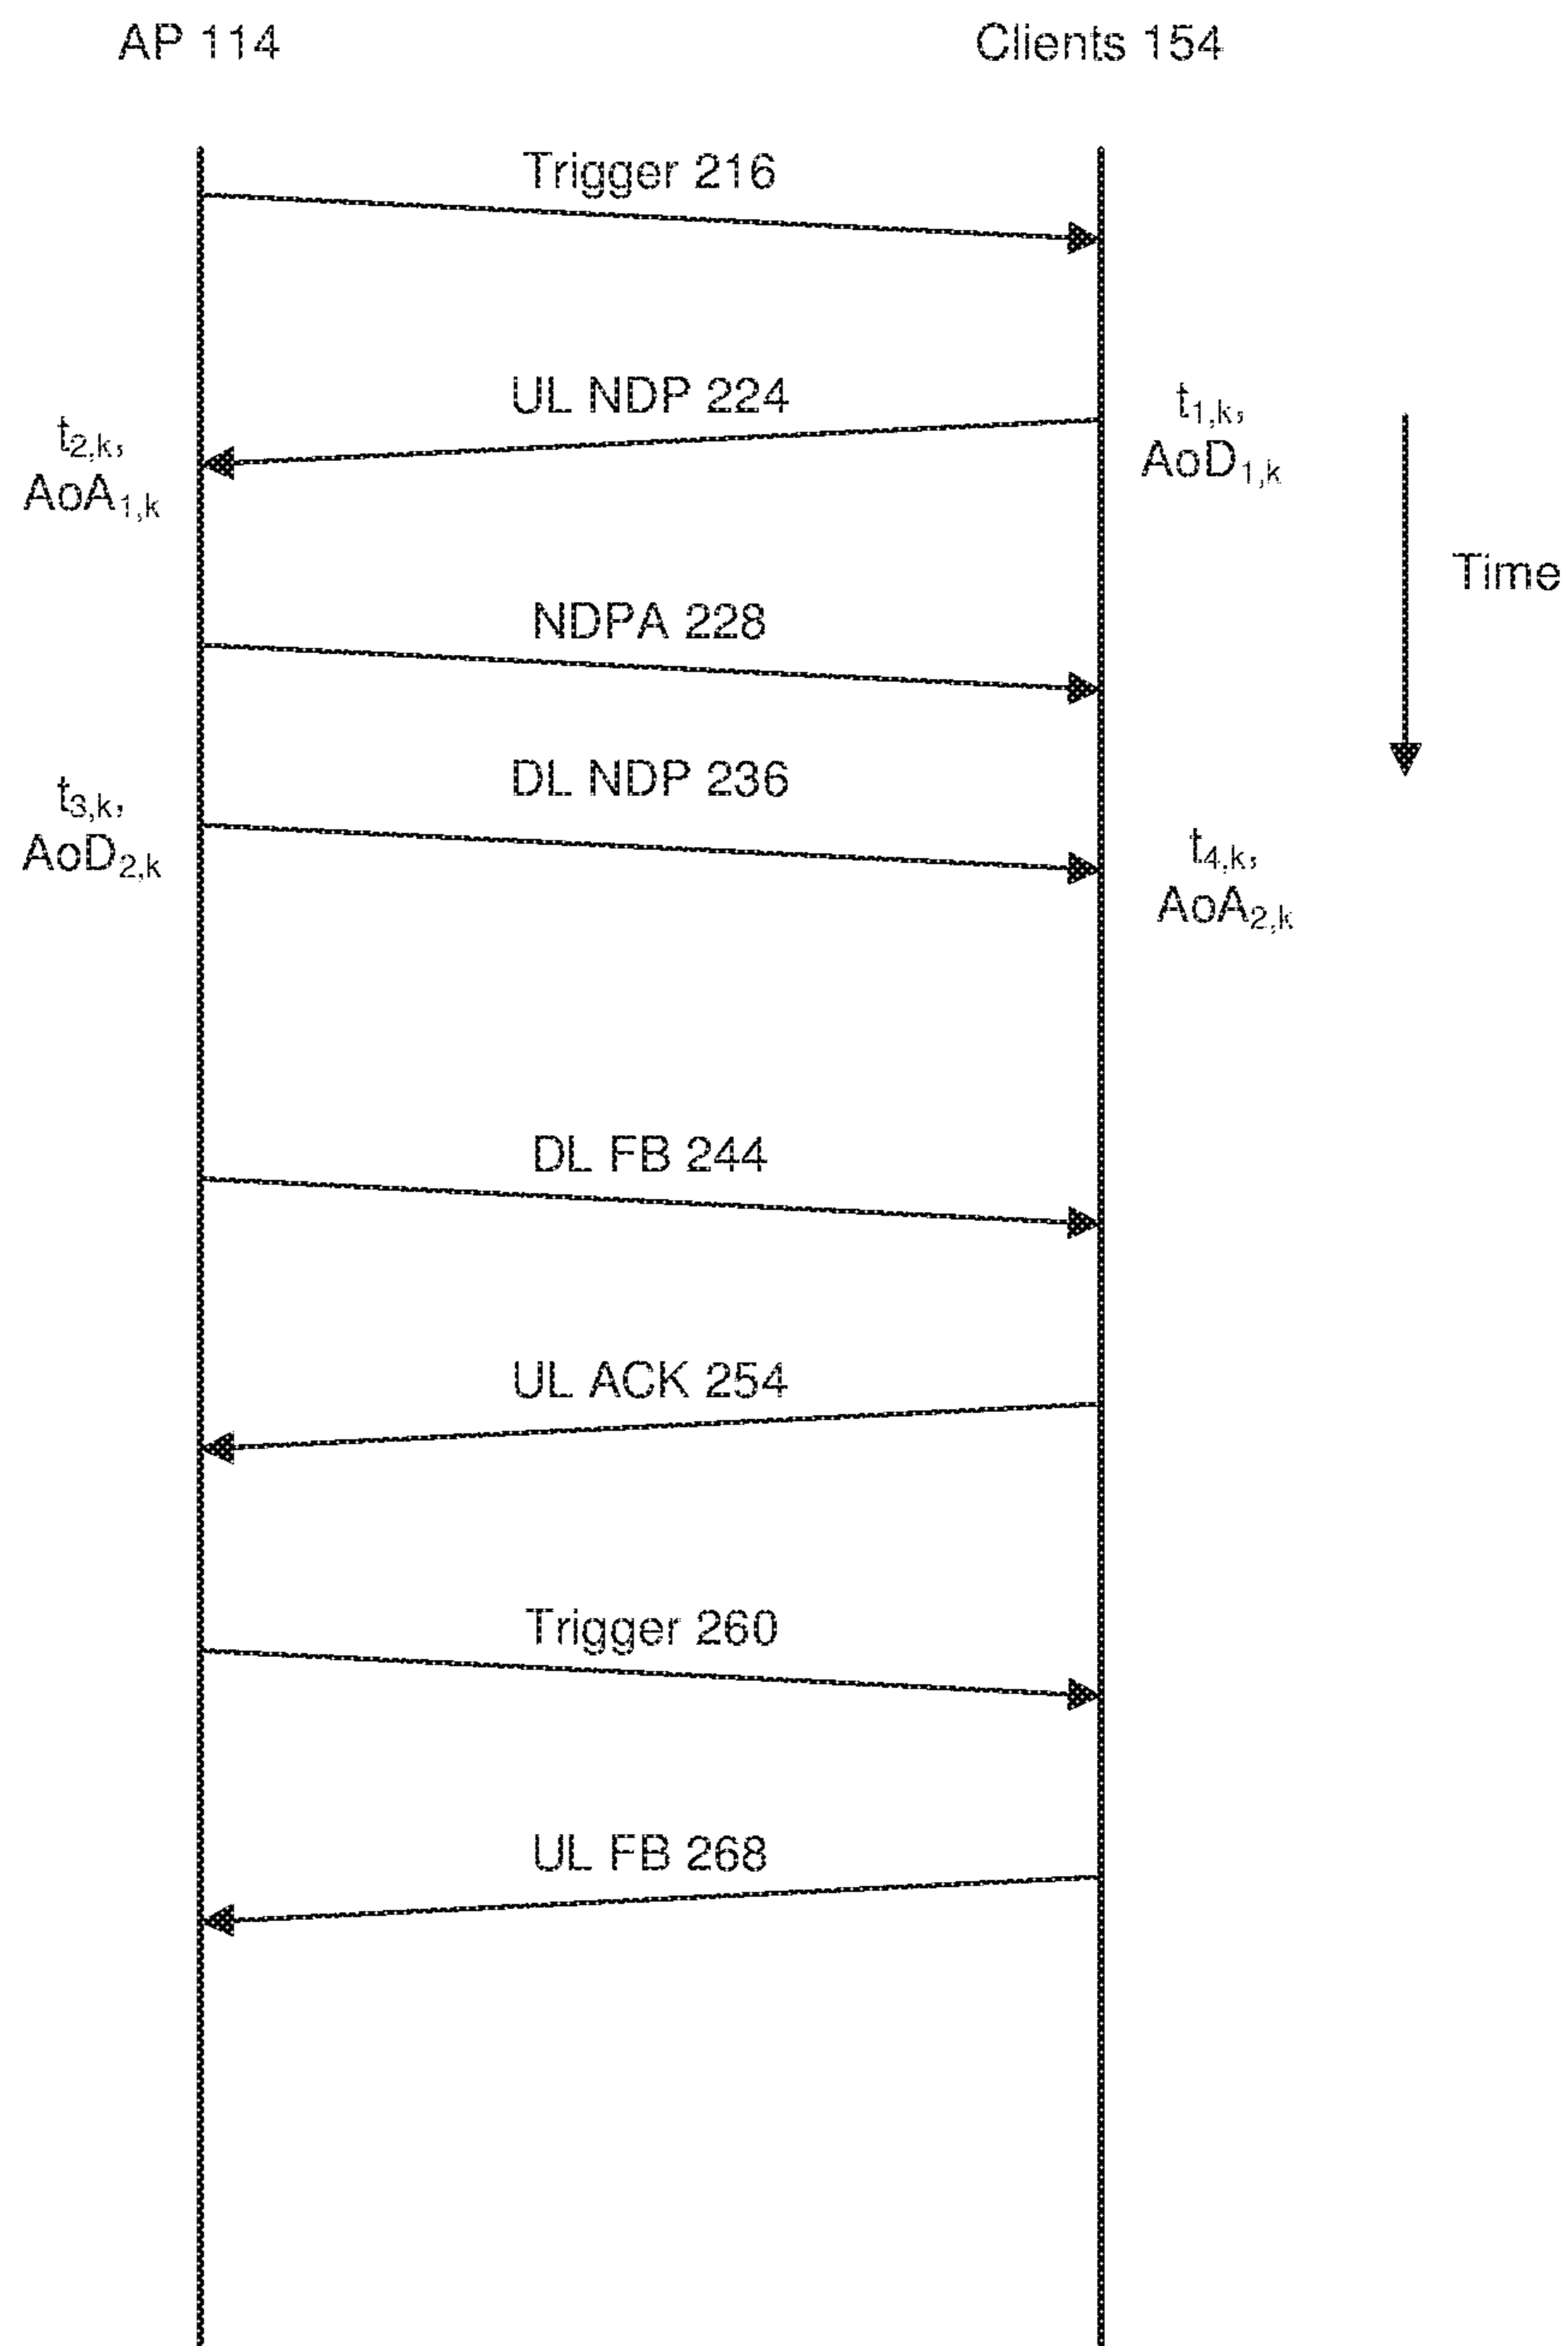 AP 114
Clients 154
Trigger 216
UL NDP 224
t1,k,
AoD1,k
t2,k,
AoA1,k
Time
NDPA 228
DL NDP 236
t3,k,
AoD2,k
t4,k,
AoA2,k
DL FB 244
UL ACK 254
Trigger 260
UL FB 268